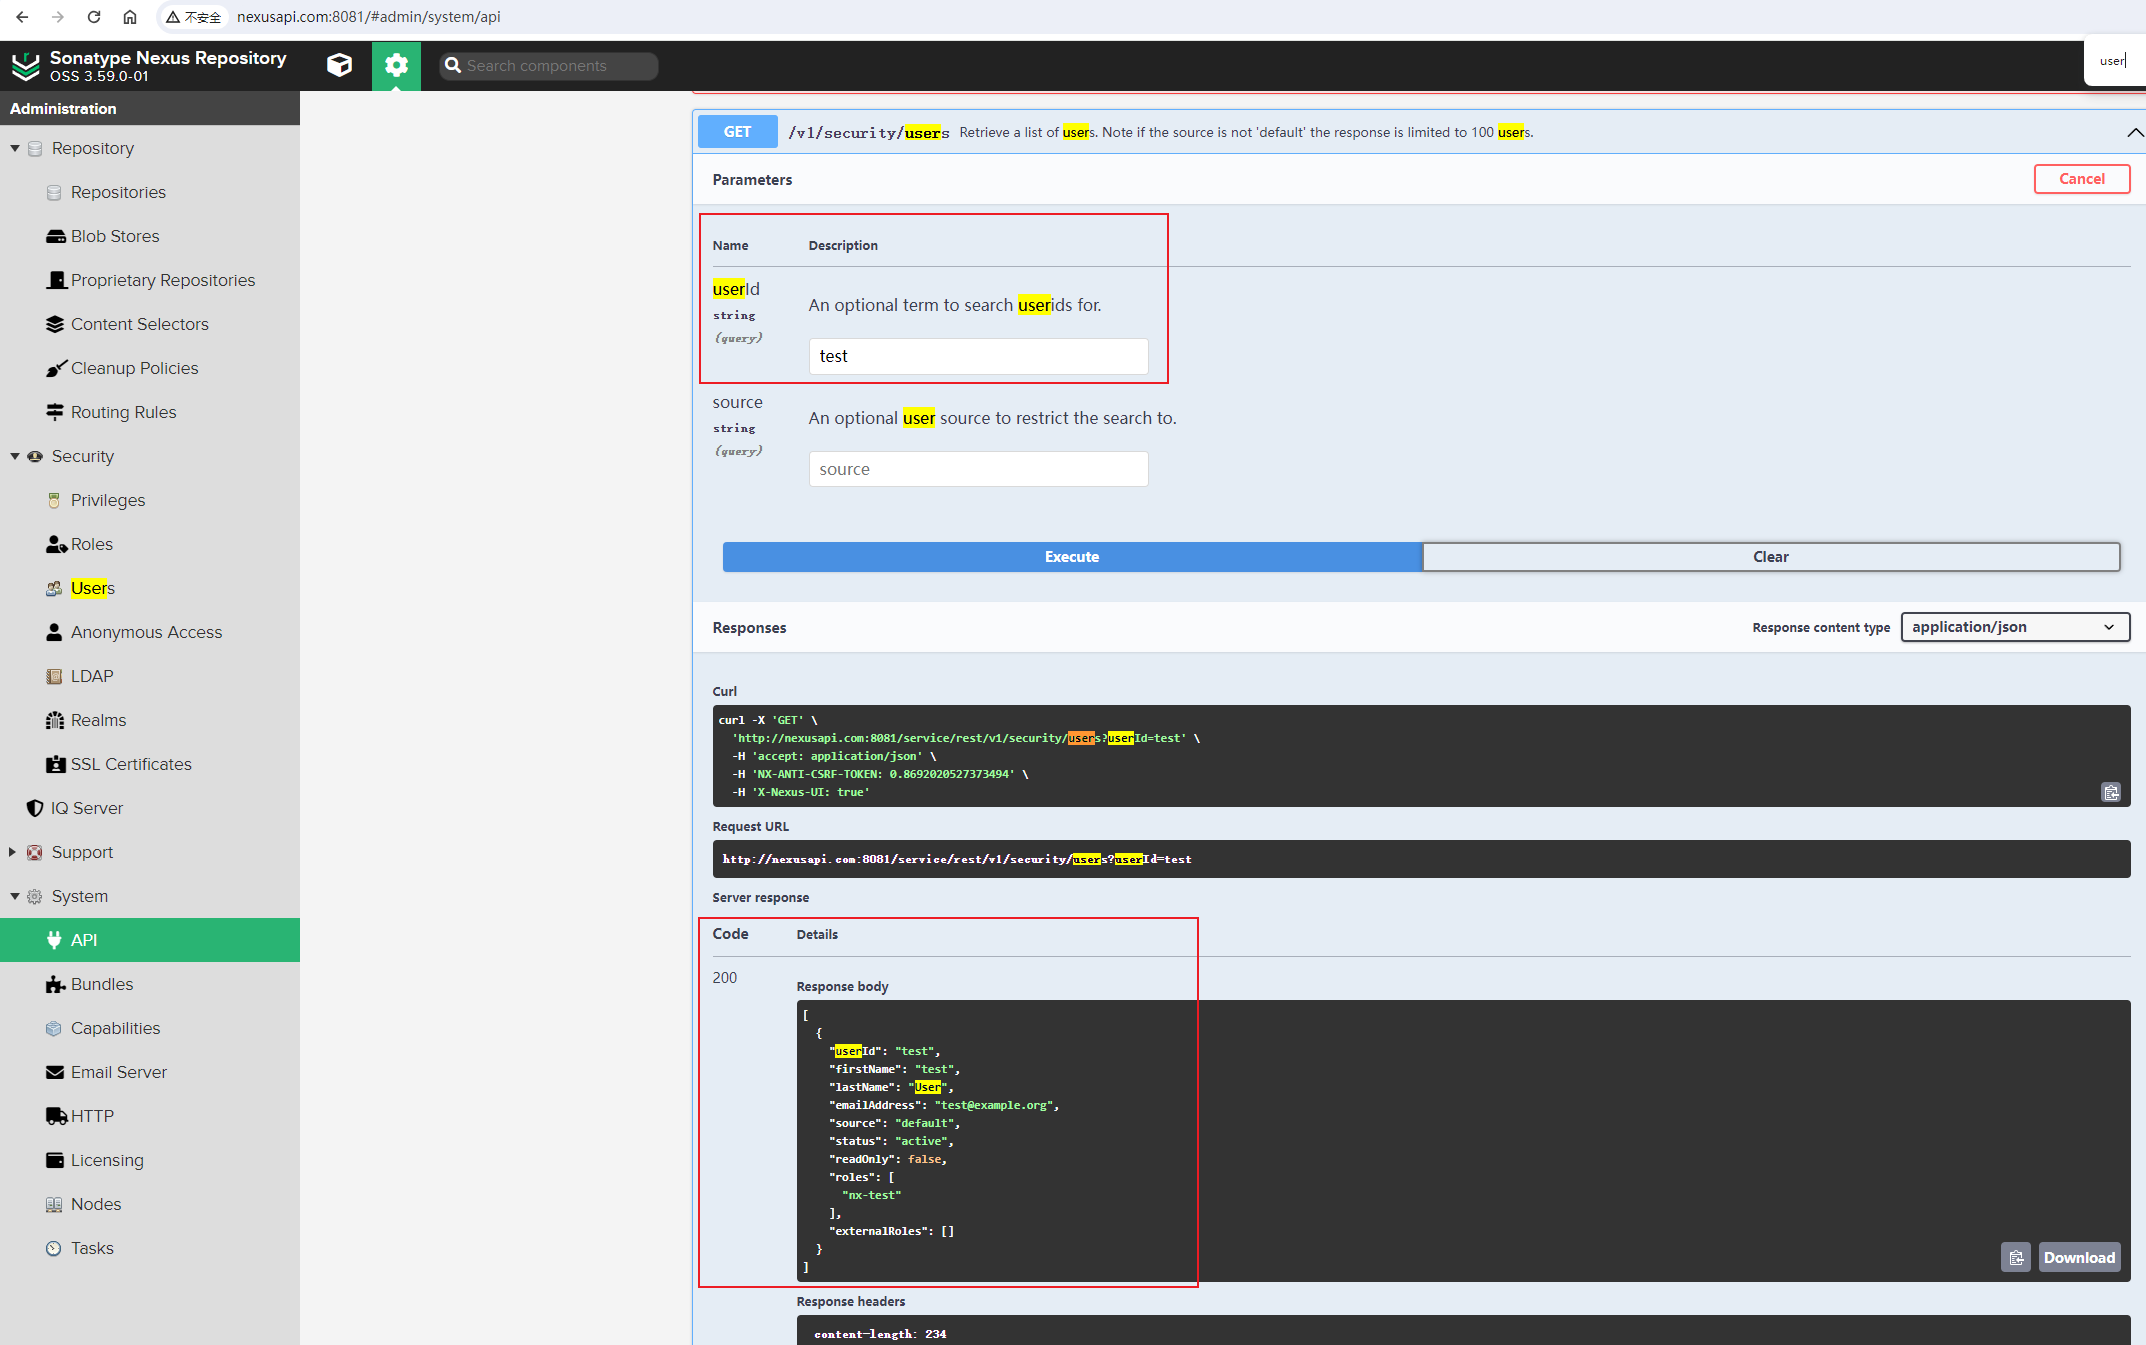 不安全
nexusapi.com:8081/#admin/system/api
Sonatype Nexus Repository
OSS 3.59.0-01
Search components
user
Administration
Repository
Repositories
Blob Stores
Proprietary Repositories
Content Selectors
Cleanup Policies
Routing Rules
Security
Privileges
Roles
Users
Anonymous Access
LDAP
Realms
SSL Certificates
IQ Server
Support
System
API
Bundles
Capabilities
Email Server
HTTP
Licensing
Nodes
Tasks
GET /v1/security/users Retrieve a list of users. Note if the source is not 'default' the response is limited to 100 users.
Parameters
Cancel
Name Description
userId
string
(query)
An optional term to search userids for.
test
source
string
(query)
An optional user source to restrict the search to.
source
Execute
Clear
Responses
Response content type
application/json
Curl
curl -X 'GET' \
'http://nexusapi.com:8081/service/rest/v1/security/users?userId=test' \
-H 'accept: application/json' \
-H 'NX-ANTI-CSRF-TOKEN: 0.8692020527373494' \
-H 'X-Nexus-UI: true'
Request URL
http://nexusapi.com:8081/service/rest/v1/security/users?userId=test
Server response
Code Details
200
Response body
[
{
"userId": "test",
"firstName": "test",
"lastName": "User",
"emailAddress": "test@example.org",
"source": "default",
"status": "active",
"readOnly": false,
"roles": [
"nx-test"
],
"externalRoles": []
}
]
Download
Response headers
content-length: 234